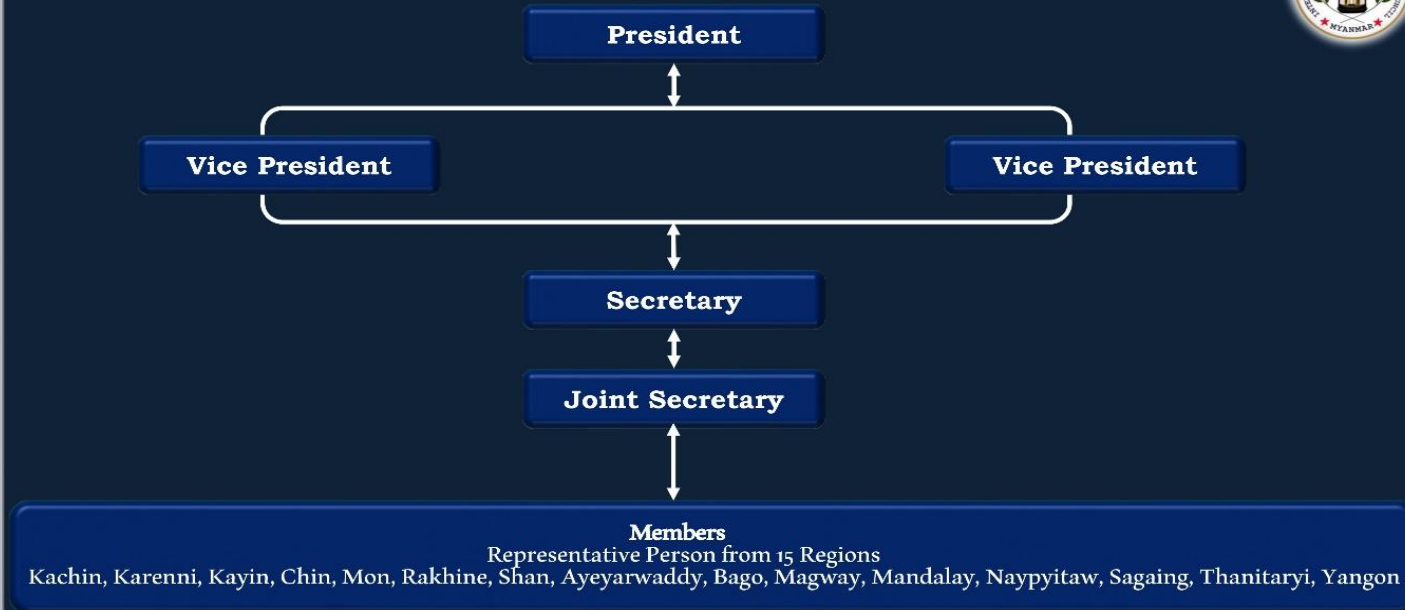 MYANMAR
President
Vice President
Vice President
Secretary
Joint Secretary
Members
Representative Person from 15 Regions
Kachin, Karenni, Kayin, Chin, Mon, Rakhine, Shan, Ayeyarwaddy, Bago, Magway, Mandalay, Naypyitaw, Sagaing, Thanitaryi, Yangon